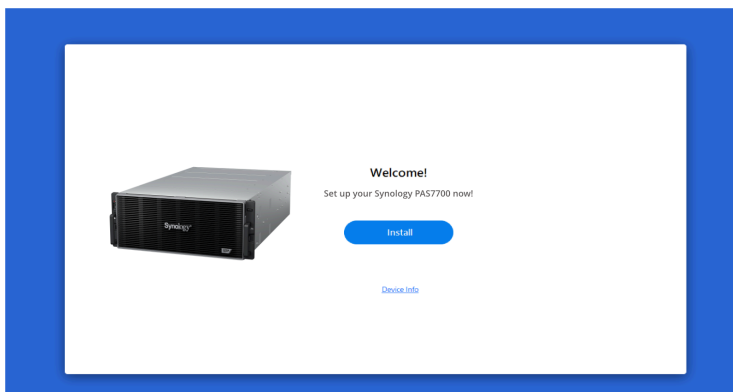 Welcome!
Set up your Synology PAS7700 now!
Synology
Install
Device Info